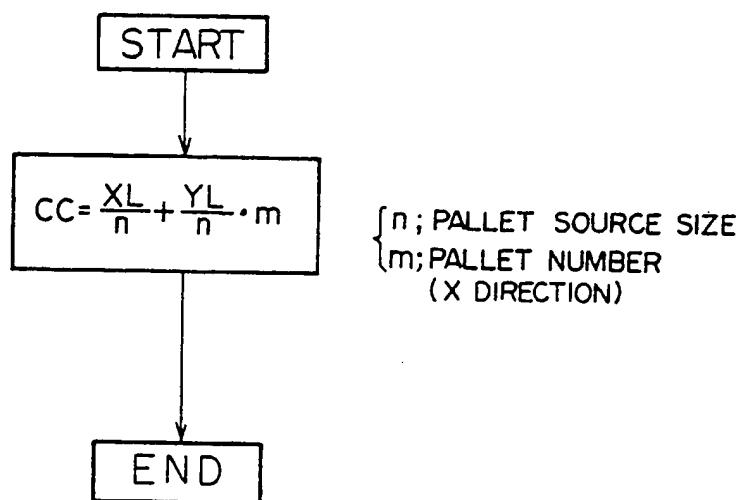 START
CC = XL/n + YL/n · m
n ; PALLET SOURCE SIZE
m; PALLET NUMBER
(X DIRECTION)
END